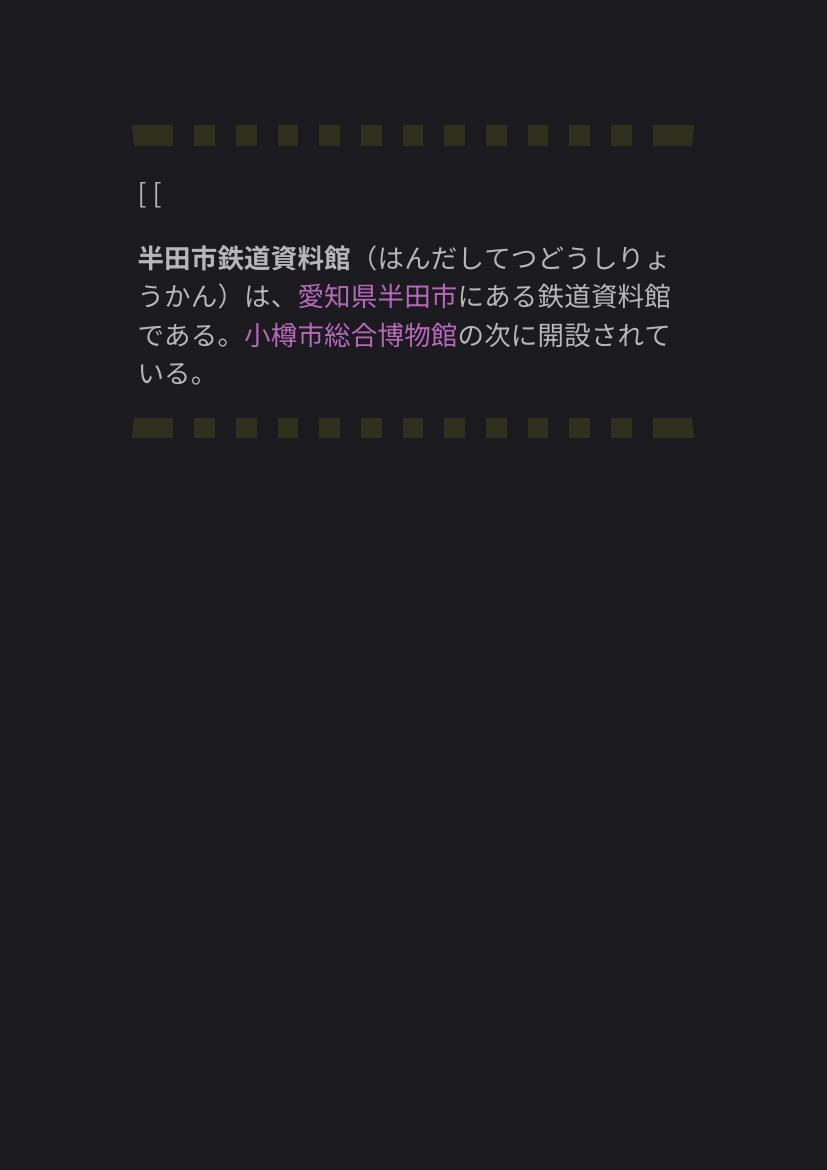 [ [
半田市鉄道資料館（はんだしてつどうしりょ
うかん）は、愛知県半田市にある鉄道資料館
である。小樽市総合博物館の次に開設されて
いる。